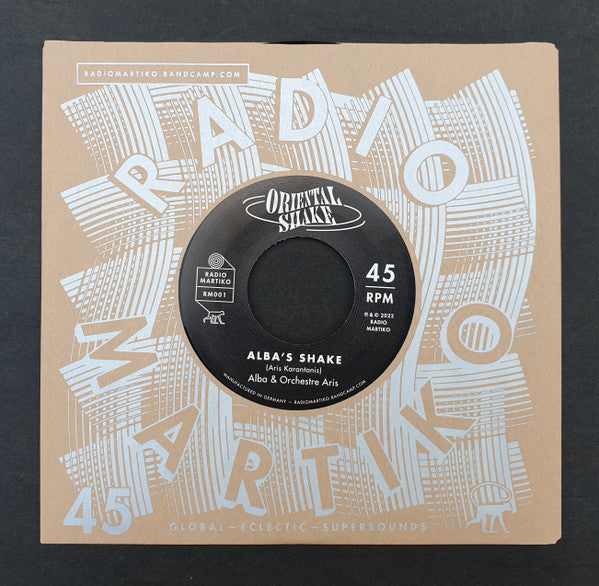 RADIOMARTIKO.BANDCAMP.COM
RADIO
MARTIKO
ORIENTAL
SHAKE
RADIO
MARTIKO
RM001
45
RPM
℗ & © 2022
RADIO
MARTIKO
ALBA'S SHAKE
(Aris Karantanis)
Alba & Orchestre Aris
MANUFACTURED IN GERMANY – RADIOMARTIKO.BANDCAMP.COM
45
GLOBAL – ECLECTIC – SUPERSOUNDS